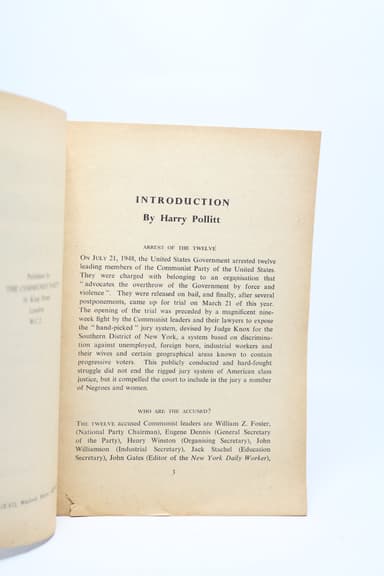 Published by
THE COMMUNIST PARTY
16 King Street
London
W.C.2
INTRODUCTION
By Harry Pollitt
ARREST OF THE TWELVE
ON JULY 21, 1948, the United States Government arrested twelve
leading members of the Communist Party of the United States.
They were charged with belonging to an organisation that
“ advocates the overthrow of the Government by force and
violence ”. They were released on bail, and finally, after several
postponements, came up for trial on March 21 of this year.
The opening of the trial was preceded by a magnificent nine-
week fight by the Communist leaders and their lawyers to expose
the “ hand-picked ” jury system, devised by Judge Knox for the
Southern District of New York, a system based on discrimina-
tion against unemployed, foreign born, industrial workers and
their wives and certain geographical areas known to contain
progressive voters. This publicly conducted and hard-fought
struggle did not end the rigged jury system of American class
justice, but it compelled the court to include in the jury a number
of Negroes and women.
WHO ARE THE ACCUSED?
THE TWELVE accused Communist leaders are William Z. Foster,
(National Party Chairman), Eugene Dennis (General Secretary
of the Party), Henry Winston (Organising Secretary), John
Williamson (Industrial Secretary), Jack Stachel (Education
Secretary), John Gates (Editor of the New York Daily Worker),
3